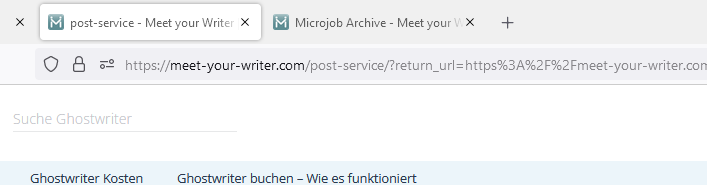 post-service - Meet your Writer
Microjob Archive - Meet your W
https://meet-your-writer.com/post-service/?return_url=https%3A%2F%2Fmeet-your-writer.com
Suche Ghostwriter
Ghostwriter Kosten
Ghostwriter buchen – Wie es funktioniert